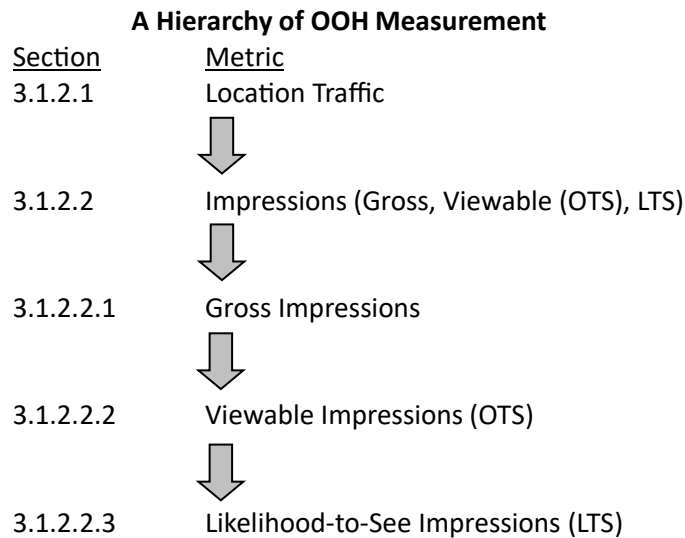 A Hierarchy of OOH Measurement
Section Metric
3.1.2.1 Location Traffic
3.1.2.2 Impressions (Gross, Viewable (OTS), LTS)
3.1.2.2.1 Gross Impressions
3.1.2.2.2 Viewable Impressions (OTS)
3.1.2.2.3 Likelihood-to-See Impressions (LTS)